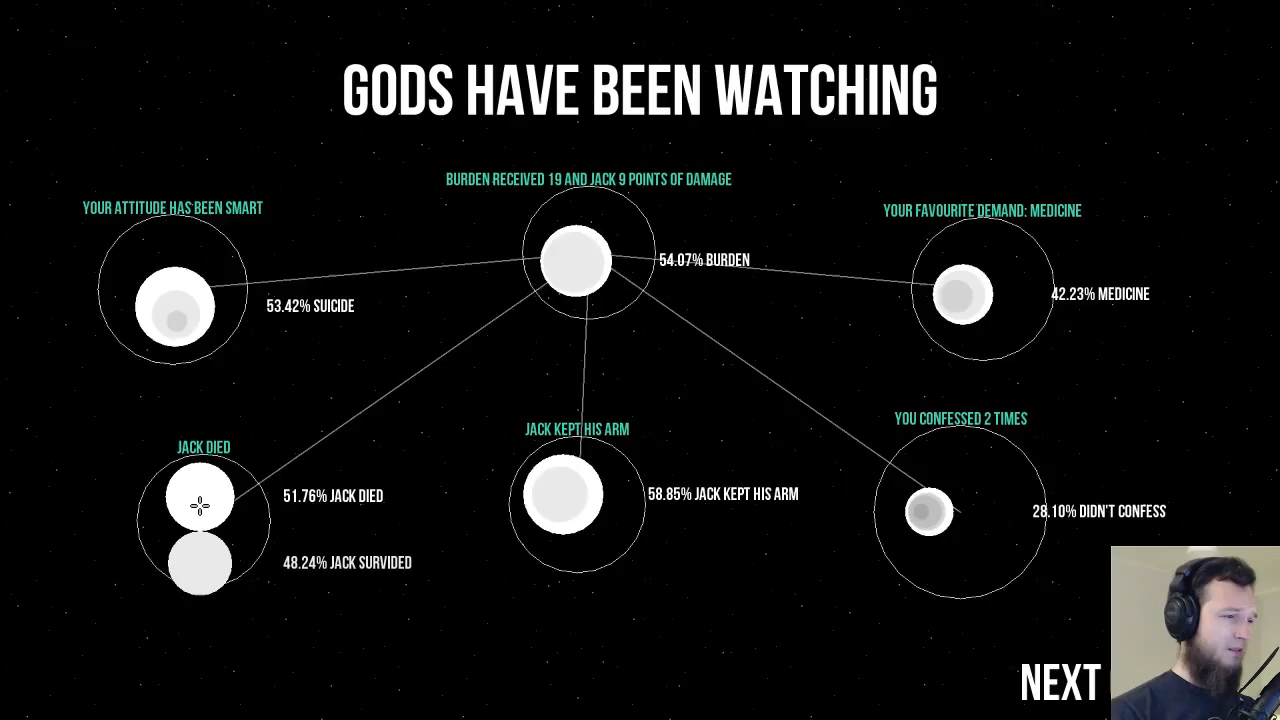 GODS HAVE BEEN WATCHING
BURDEN RECEIVED 19 AND JACK 9 POINTS OF DAMAGE
YOUR ATTITUDE HAS BEEN SMART
YOUR FAVOURITE DEMAND: MEDICINE
54.07% BURDEN
53.42% SUICIDE
42.23% MEDICINE
YOU CONFESSED 2 TIMES
JACK KEPT HIS ARM
JACK DIED
51.76% JACK DIED
58.85% JACK KEPT HIS ARM
28.10% DIDN'T CONFESS
48.24% JACK SURVIDED
NEXT